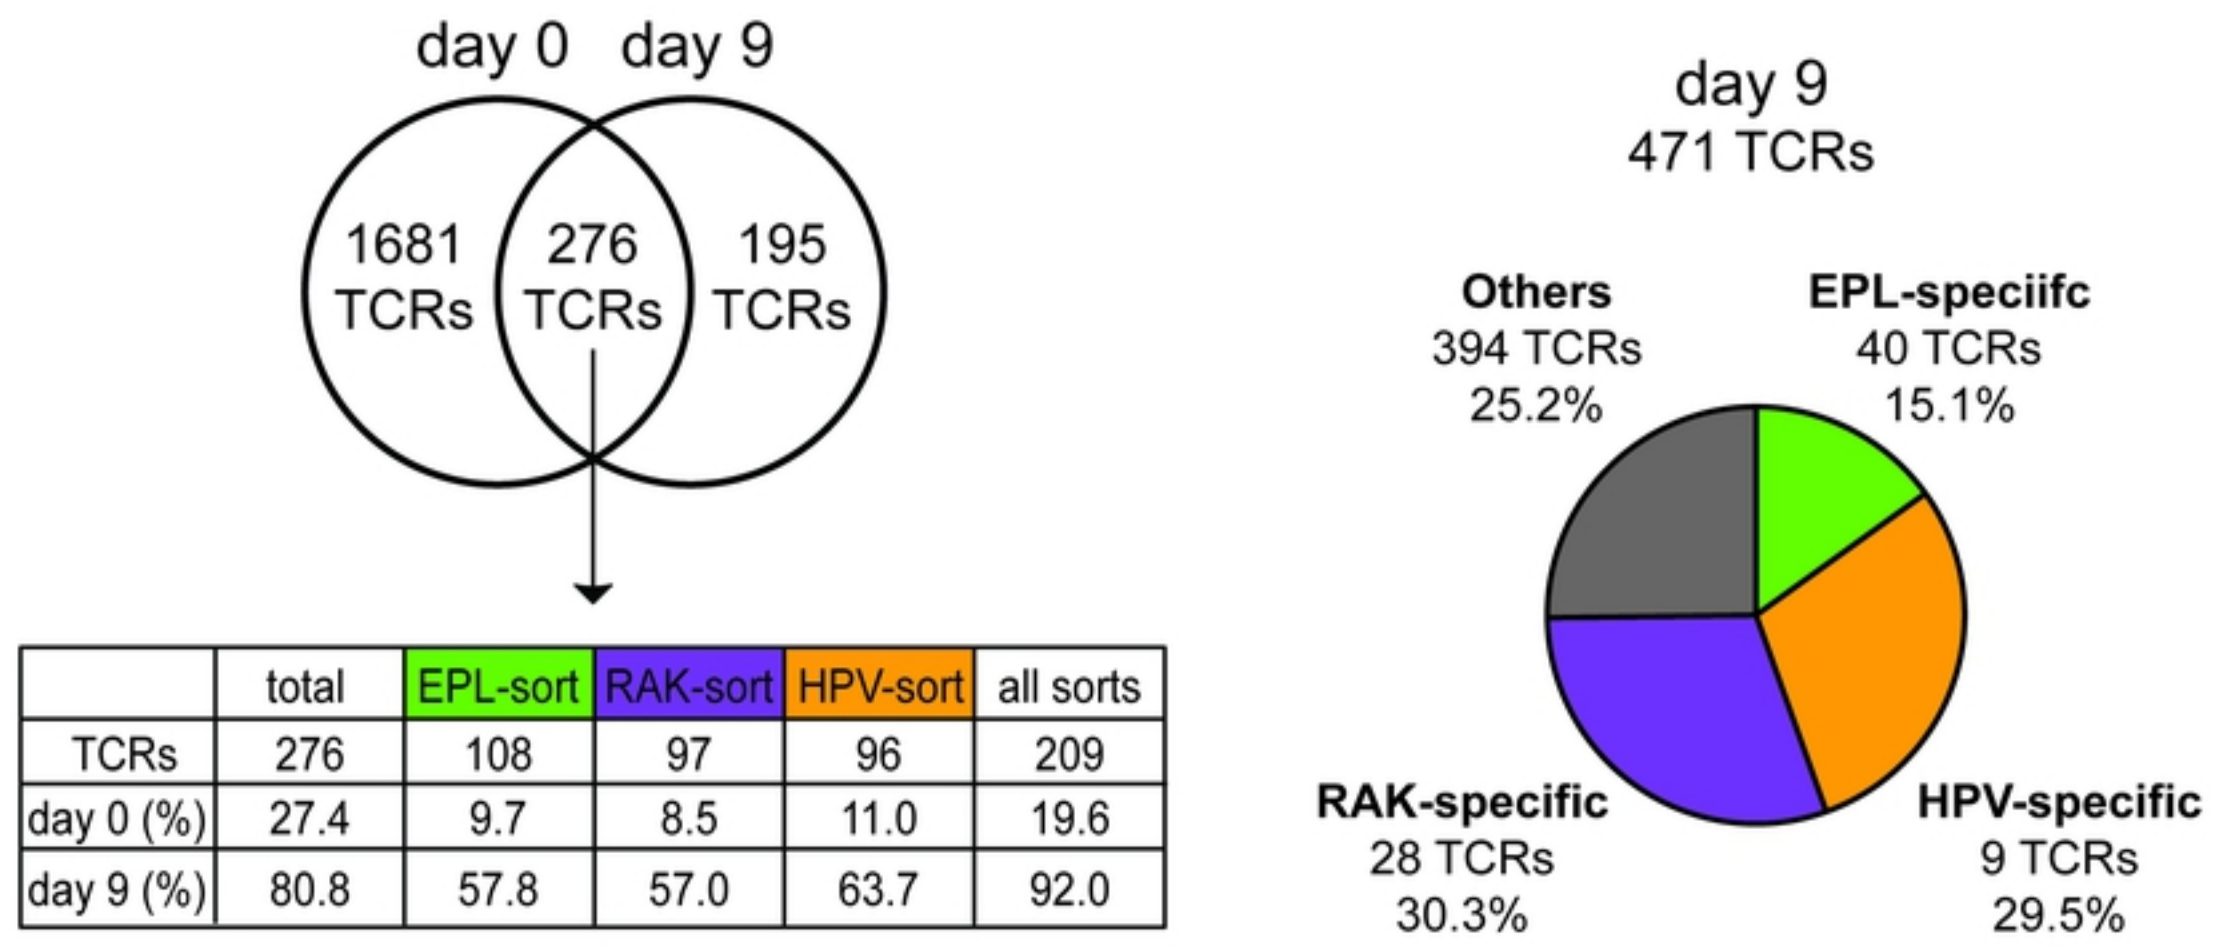 day 0 day 9
1681 TCRs
276 TCRs
195 TCRs
total EPL-sort RAK-sort HPV-sort all sorts
TCRs 276 108 97 96 209
day 0 (%) 27.4 9.7 8.5 11.0 19.6
day 9 (%) 80.8 57.8 57.0 63.7 92.0
day 9
471 TCRs
Others
394 TCRs
25.2%
EPL-speciifc
40 TCRs
15.1%
RAK-specific
28 TCRs
30.3%
HPV-specific
9 TCRs
29.5%